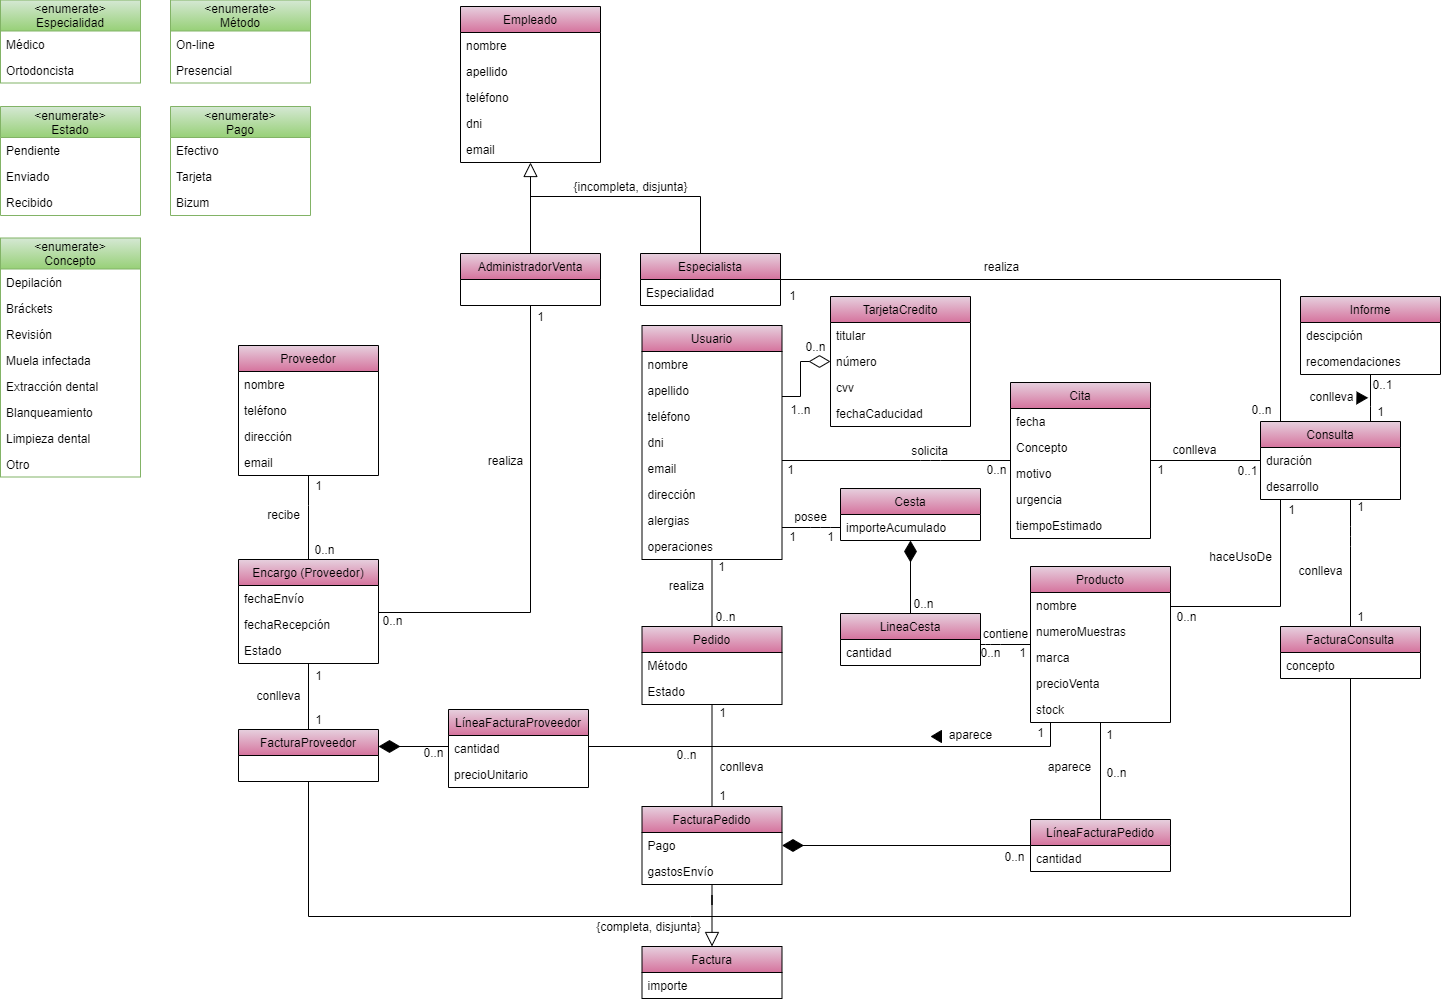 <enumerate>
Especialidad
Médico
Ortodoncista
<enumerate>
Método
On-line
Presencial
<enumerate>
Estado
Pendiente
Enviado
Recibido
<enumerate>
Pago
Efectivo
Tarjeta
Bizum
<enumerate>
Concepto
Depilación
Bráckets
Revisión
Muela infectada
Extracción dental
Blanqueamiento
Limpieza dental
Otro
Empleado
nombre
apellido
teléfono
dni
email
{incompleta, disjunta}
AdministradorVenta
1
realiza
0..n
Especialista
Especialidad
1
realiza
0..n
TarjetaCredito
titular
número
cvv
fechaCaducidad
0..n
1..n
Informe
descipción
recomendaciones
0..1
conlleva
1
Proveedor
nombre
teléfono
dirección
email
1
recibe
0..n
Usuario
nombre
apellido
teléfono
dni
email
dirección
alergias
operaciones
1
solicita
0..n
Cita
fecha
Concepto
motivo
urgencia
tiempoEstimado
1
conlleva
0..1
Consulta
duración
desarrollo
1
haceUsoDe
0..n
1
conlleva
1
posee
1
1
Cesta
importeAcumulado
0..n
LineaCesta
cantidad
contiene
0..n
1
Producto
nombre
numeroMuestras
marca
precioVenta
stock
FacturaConsulta
concepto
Encargo (Proveedor)
fechaEnvío
fechaRecepción
Estado
1
conlleva
1
1
realiza
0..n
Pedido
Método
Estado
1
conlleva
1
FacturaProveedor
0..n
LíneaFacturaProveedor
cantidad
precioUnitario
0..n
aparece
1
1
aparece
0..n
FacturaPedido
Pago
gastosEnvío
0..n
LíneaFacturaPedido
cantidad
{completa, disjunta}
Factura
importe